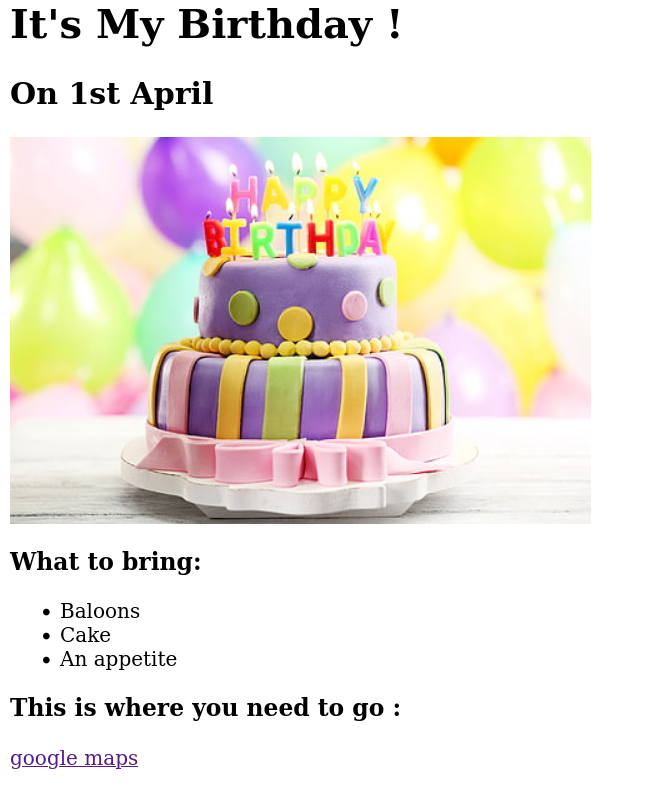 It's My Birthday !
On 1st April
HAPPY
BIRTHDAY
What to bring:
Baloons
Cake
An appetite
This is where you need to go :
google maps